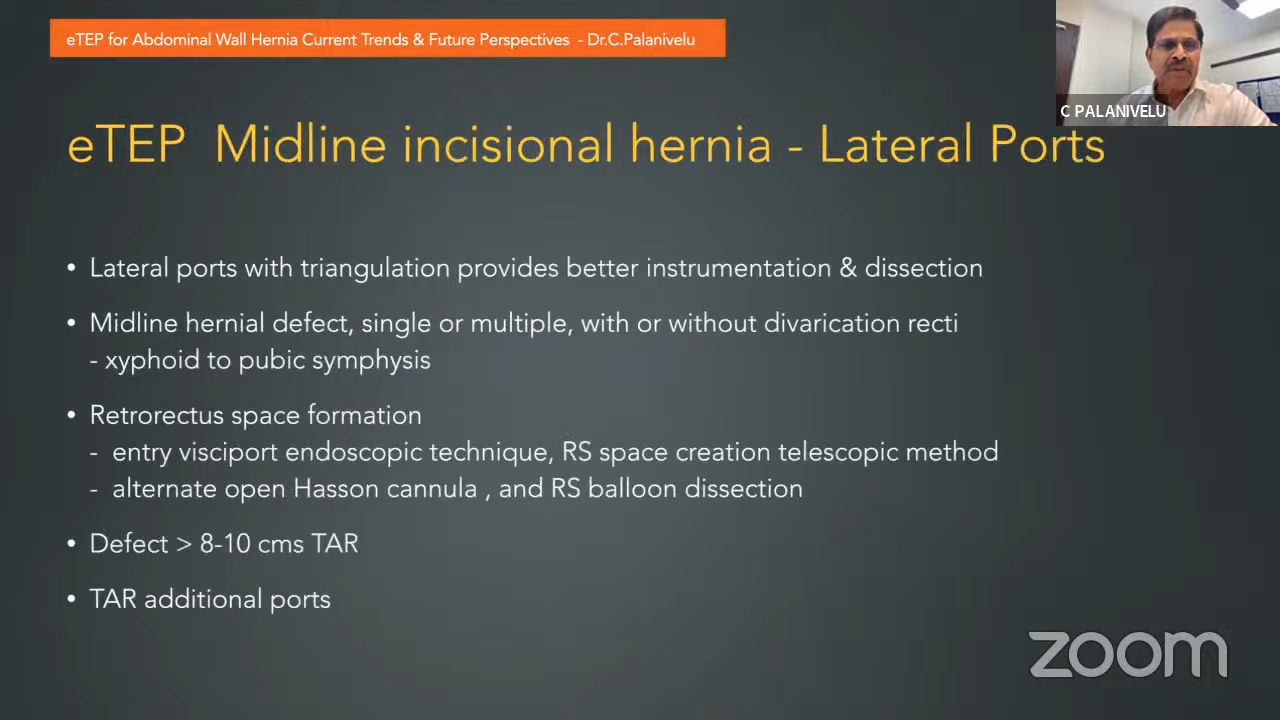 eTEP for Abdominal Wall Hernia Current Trends & Future Perspectives - Dr.C.Palanivelu
C PALANIVELU
eTEP Midline incisional hernia - Lateral Ports
• Lateral ports with triangulation provides better instrumentation & dissection
• Midline hernial defect, single or multiple, with or without divarication recti
- xyphoid to pubic symphysis
• Retrorectus space formation
- entry visciport endoscopic technique, RS space creation telescopic method
- alternate open Hasson cannula , and RS balloon dissection
• Defect > 8-10 cms TAR
• TAR additional ports
zoom